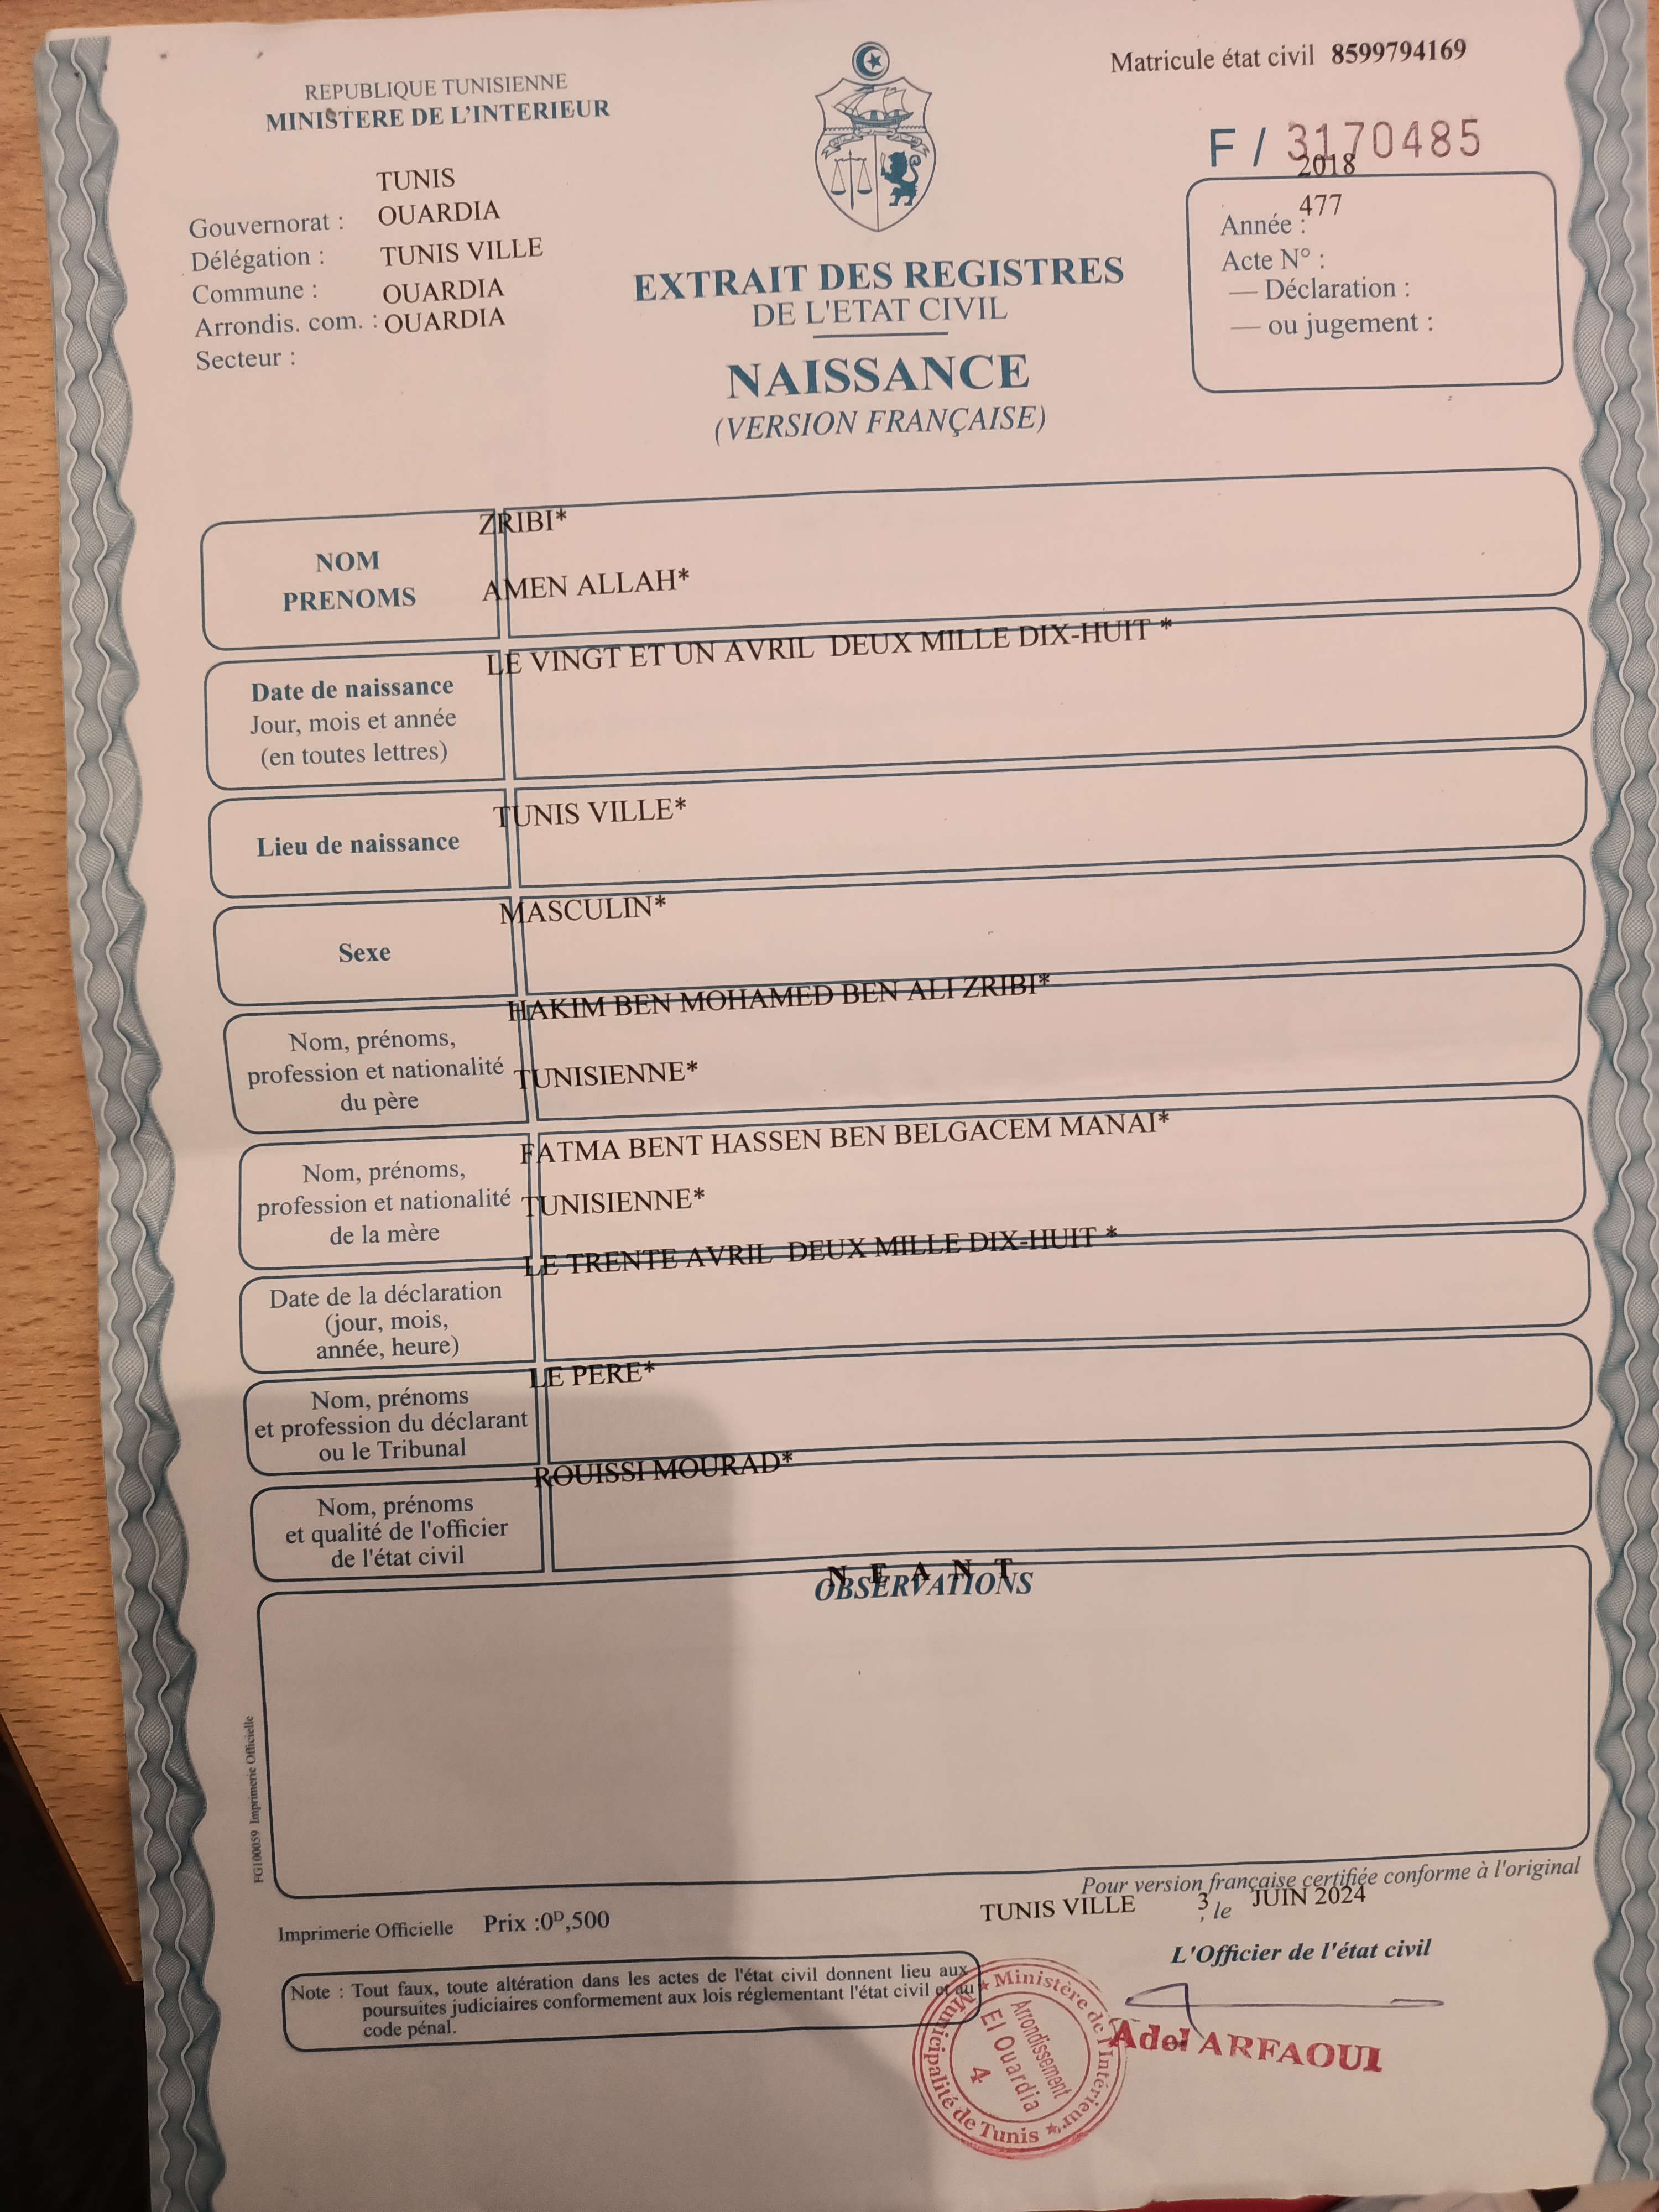 REPUBLIQUE TUNISIENNE
MINISTERE DE L'INTERIEUR
Matricule état civil 8599794169
F / 3170485
TUNIS
Gouvernorat : OUARDIA
Délégation : TUNIS VILLE
Commune : OUARDIA
Arrondis. com. : OUARDIA
Secteur :
2018
477
Année :
Acte N° :
— Déclaration :
— ou jugement :
EXTRAIT DES REGISTRES
DE L'ETAT CIVIL
NAISSANCE
(VERSION FRANÇAISE)
ZRIBI*
NOM
PRENOMS
AMEN ALLAH*
LE VINGT ET UN AVRIL DEUX MILLE DIX-HUIT *
Date de naissance
Jour, mois et année
(en toutes lettres)
TUNIS VILLE*
Lieu de naissance
MASCULIN*
Sexe
HAKIM BEN MOHAMED BEN ALI ZRIBI*
Nom, prénoms,
profession et nationalité
du père
TUNISIENNE*
FATMA BENT HASSEN BEN BELGACEM MANAI*
Nom, prénoms,
profession et nationalité
de la mère
TUNISIENNE*
LE TRENTE AVRIL DEUX MILLE DIX-HUIT *
Date de la déclaration
(jour, mois,
année, heure)
LE PERE*
Nom, prénoms
et profession du déclarant
ou le Tribunal
ROUISSI MOURAD*
Nom, prénoms
et qualité de l'officier
de l'état civil
N E A N T
OBSERVATIONS
FG100059 Imprimerie Officielle
Pour version française certifiée conforme à l'original
TUNIS VILLE 3 , le JUIN 2024
Imprimerie Officielle Prix :0ᴰ,500
L'Officier de l'état civil
Note : Tout faux, toute altération dans les actes de l'état civil donnent lieu aux
poursuites judiciaires conformement aux lois réglementant l'état civil et au
code pénal.
Ministère de l'Intérieur
Municipalité de Tunis
Arrondissement
El Ouardia
4
Adel ARFAOUI